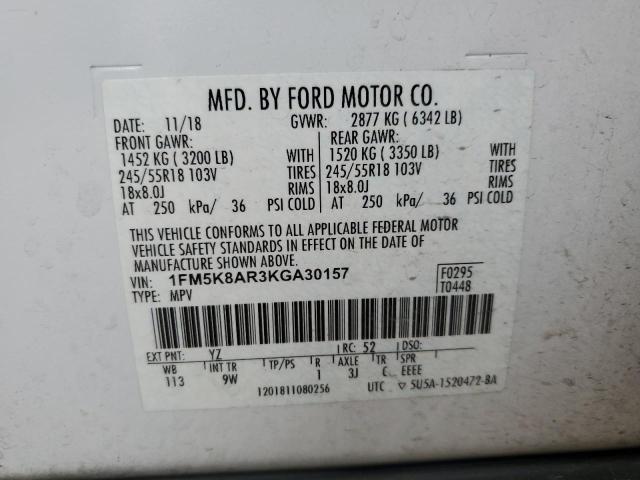 MFD. BY FORD MOTOR CO.
DATE: 11/18 GVWR: 2877 KG ( 6342 LB)
FRONT GAWR: REAR GAWR:
1452 KG ( 3200 LB) WITH 1520 KG ( 3350 LB) WITH
245/55R18 103V TIRES 245/55R18 103V TIRES
18x8.0J RIMS 18x8.0J RIMS
AT 250 kPa/ 36 PSI COLD AT 250 kPa/ 36 PSI COLD
THIS VEHICLE CONFORMS TO ALL APPLICABLE FEDERAL MOTOR
VEHICLE SAFETY STANDARDS IN EFFECT ON THE DATE OF
MANUFACTURE SHOWN ABOVE.
VIN: 1FM5K8AR3KGA30157 F0295
TYPE: MPV T0448
EXT PNT: YZ RC: 52 DSO:
WB INT TR TP/PS R AXLE TR SPR
113 9W 1 3J C EEEE
1201811080256 UTC ▽ 5U5A-1520472-BA